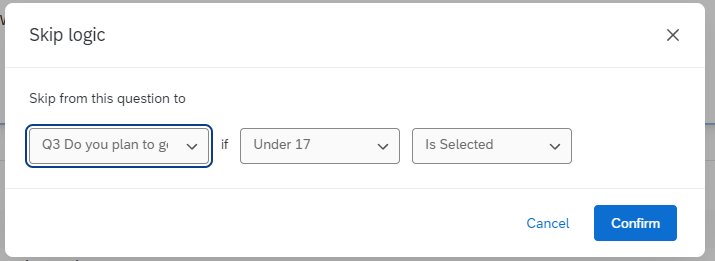 Skip logic
Skip from this question to
Q3 Do you plan to g
if
Under 17
Is Selected
Cancel
Confirm